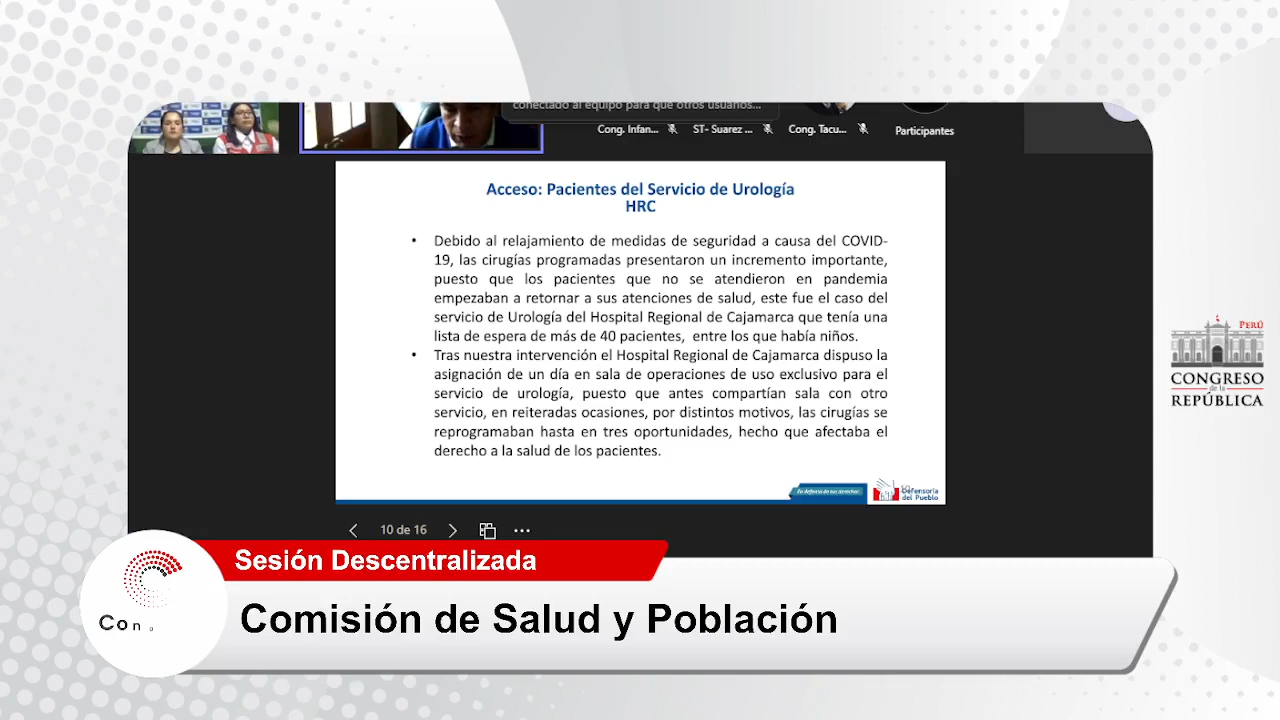 conectado al equipo para que otros usuarios...
Cong. Infan...
ST- Suarez ...
Cong. Tacu...
Participantes
Acceso: Pacientes del Servicio de Urología
HRC
• Debido al relajamiento de medidas de seguridad a causa del COVID-
19, las cirugías programadas presentaron un incremento importante,
puesto que los pacientes que no se atendieron en pandemia
empezaban a retornar a sus atenciones de salud, este fue el caso del
servicio de Urología del Hospital Regional de Cajamarca que tenía una
lista de espera de más de 40 pacientes, entre los que había niños.
• Tras nuestra intervención el Hospital Regional de Cajamarca dispuso la
asignación de un día en sala de operaciones de uso exclusivo para el
servicio de urología, puesto que antes compartían sala con otro
servicio, en reiteradas ocasiones, por distintos motivos, las cirugías se
reprogramaban hasta en tres oportunidades, hecho que afectaba el
derecho a la salud de los pacientes.
En defensa de sus derechos
Defensoría
del Pueblo
10 de 16
PERÚ
CONGRESO
de la
REPÚBLICA
Sesión Descentralizada
Con
Comisión de Salud y Población